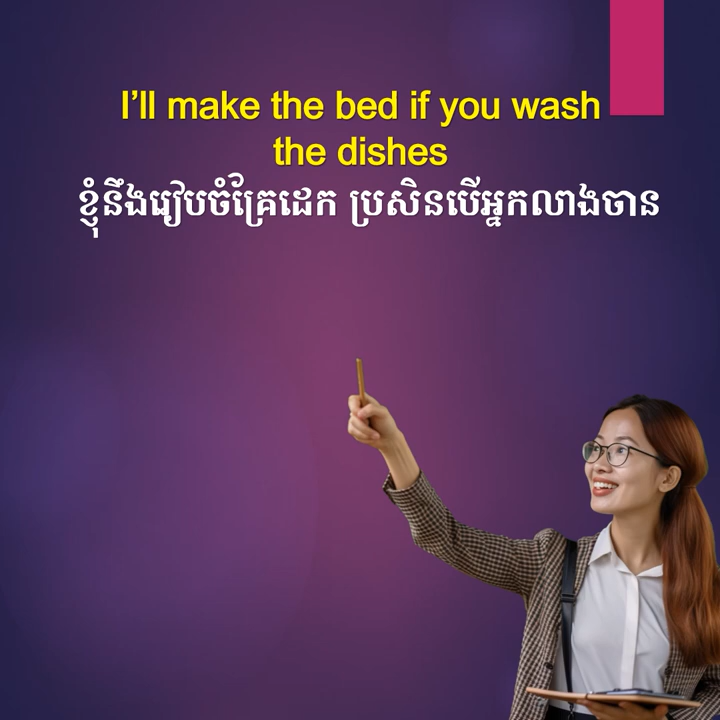 I’ll make the bed if you wash
the dishes
ខ្ញុំនឹងរៀបចំគ្រែដេក ប្រសិនបើអ្នកលាងចាន